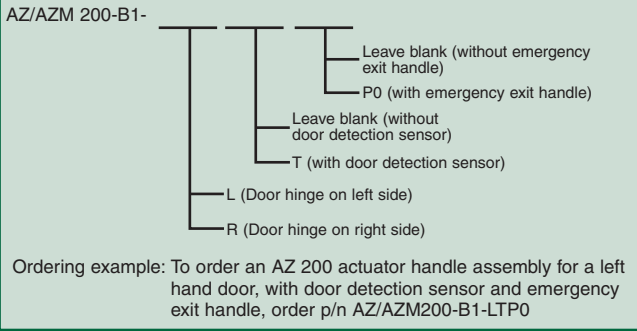 AZ/AZM 200-B1-
Leave blank (without emergency
exit handle)
P0 (with emergency exit handle)
Leave blank (without
door detection sensor)
T (with door detection sensor)
L (Door hinge on left side)
R (Door hinge on right side)
Ordering example: To order an AZ 200 actuator handle assembly for a left
hand door, with door detection sensor and emergency
exit handle, order p/n AZ/AZM200-B1-LTP0